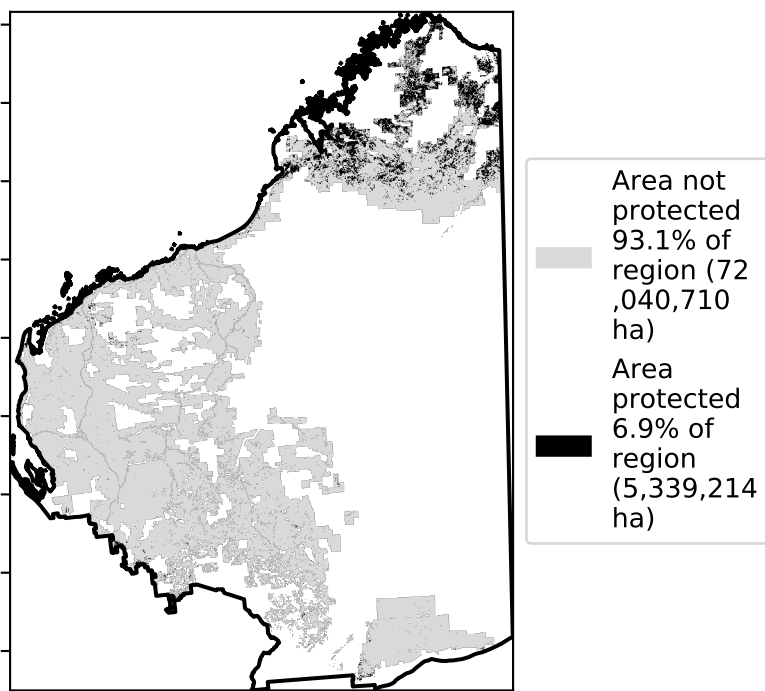 Area not
protected
93.1% of
region (72
,040,710
ha)
Area
protected
6.9% of
region
(5,339,214
ha)